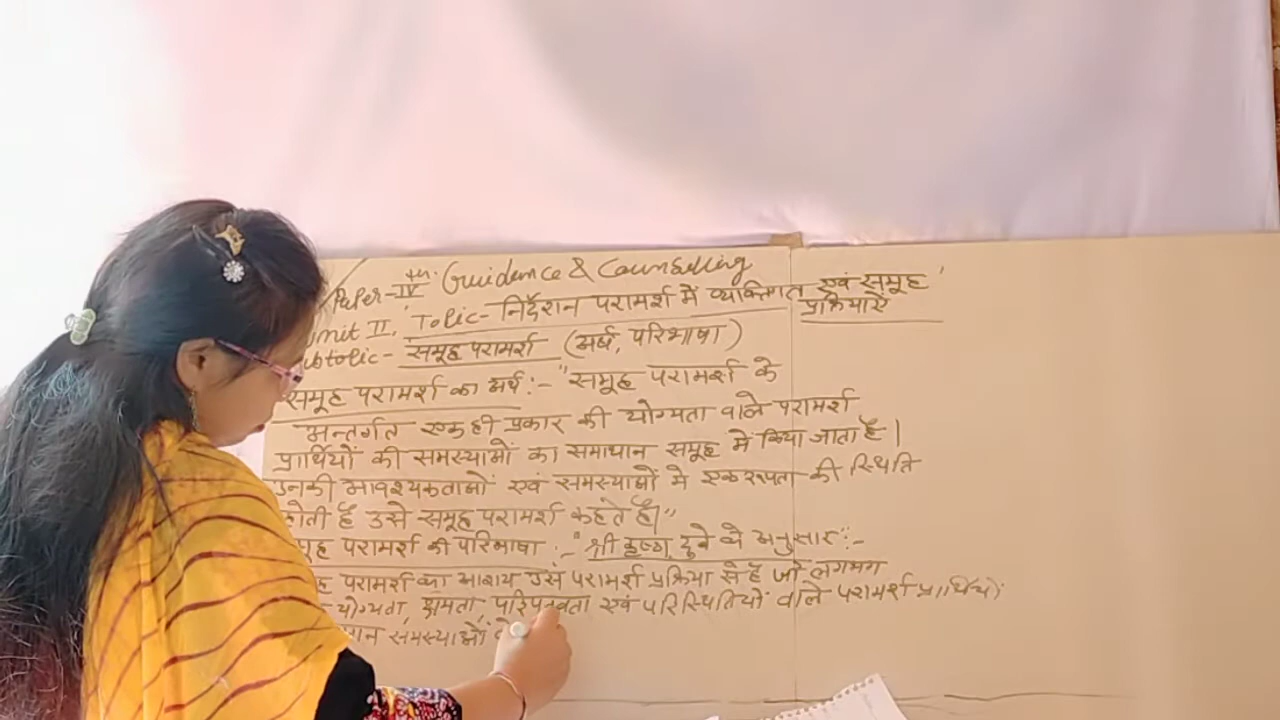 Paper-IVth Guidance & Counselling
Unit II. Topic- निर्देशन परामर्श में व्यक्तिगत एवं समूह
प्रक्रियाएँ
subtopic- समूह परामर्श (अर्थ, परिभाषा)
समूह परामर्श का अर्थ :- "समूह परामर्श के
अन्तर्गत एक ही प्रकार की योग्यता वाले परामर्श
प्रार्थियों की समस्याओं का समाधान समूह में किया जाता है।
उनकी आवश्यकताओं एवं समस्याओं मे एकरूपता की स्थिति
होती है उसे समूह परामर्श कहते है।"
समूह परामर्श की परिभाषा :- "श्री कृष्ण दुबे के अनुसार":-
परामर्श का आशय उस परामर्श प्रक्रिया से है जो लगभग
योग्यता, क्षमता, परिपक्वता एवं परिस्थितियों वाले परामर्श प्रार्थियों
समस्याओं